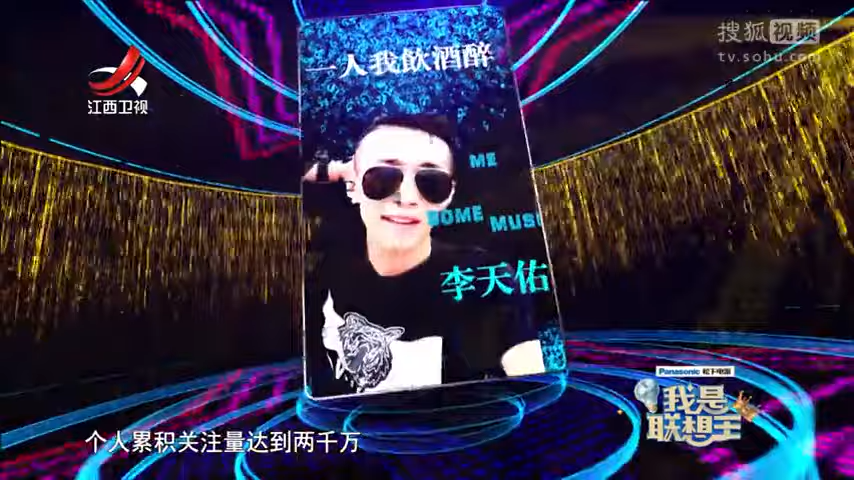 搜狐视频
tv.sohu.com
江西卫视
一人我飲酒醉
ME
SOME MUSI
李天佑
Panasonic 松下电器
我是
联想王
个人累积关注量达到两千万